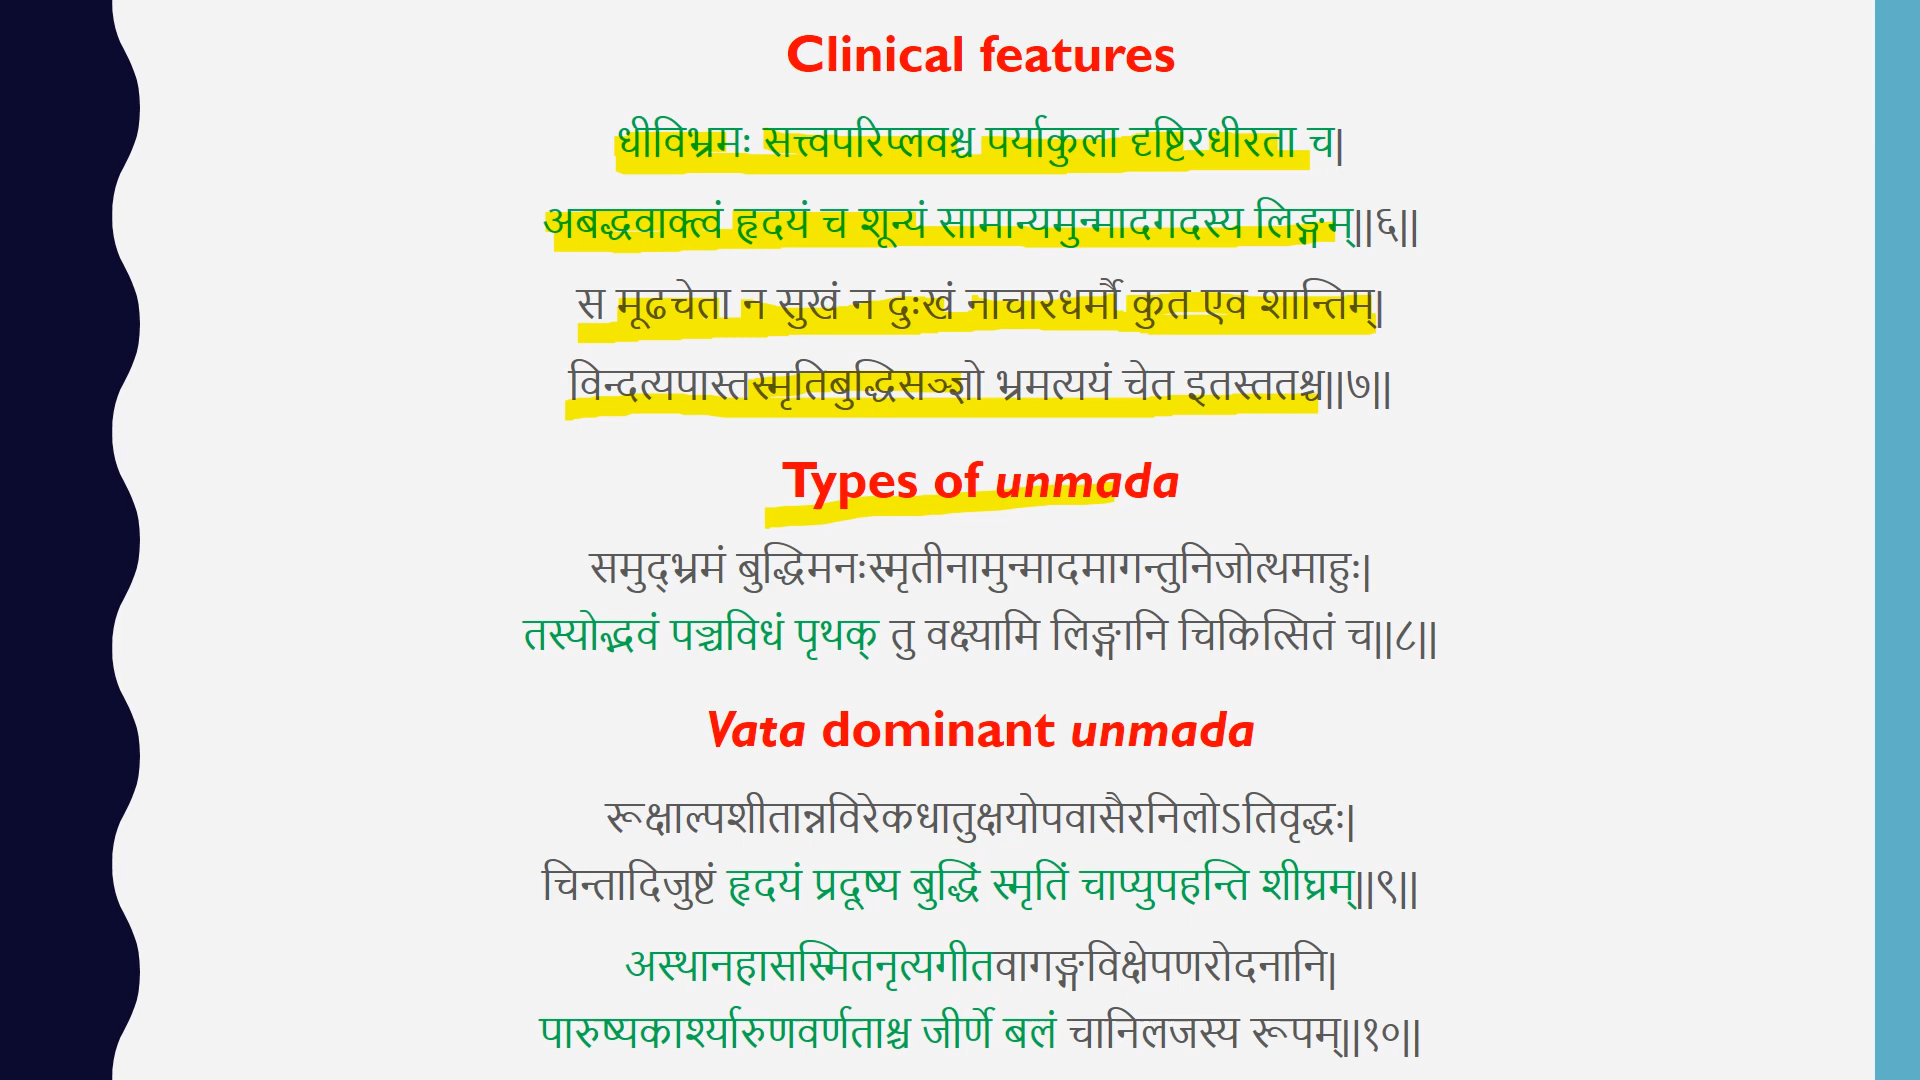 Clinical features
धीविभ्रमः सत्त्वपरिप्लवश्च पर्याकुला दृष्टिरधीरता च|
अबद्धवाक्त्वं हृदयं च शून्यं सामान्यमुन्मादगदस्य लिङ्गम्||६||
स मूढचेता न सुखं न दुःखं नाचारधर्मौ कुत एव शान्तिम्|
विन्दत्यपास्तस्मृतिबुद्धिसञ्ज्ञो भ्रमत्ययं चेत इतस्ततश्च||७||
Types of unmada
समुद्भ्रमं बुद्धिमनःस्मृतीनामुन्मादमागन्तुनिजोत्थमाहुः|
तस्योद्भवं पञ्चविधं पृथक् तु वक्ष्यामि लिङ्गानि चिकित्सितं च||८||
Vata dominant unmada
रूक्षाल्पशीतान्नविरेकधातुक्षयोपवासैरनिलोऽतिवृद्धः|
चिन्तादिजुष्टं हृदयं प्रदूष्य बुद्धिं स्मृतिं चाप्युपहन्ति शीघ्रम्||९||
अस्थानहासस्मितनृत्यगीतवागङ्गविक्षेपणरोदनानि|
पारुष्यकार्श्यारुणवर्णताश्च जीर्णे बलं चानिलजस्य रूपम्||१०||